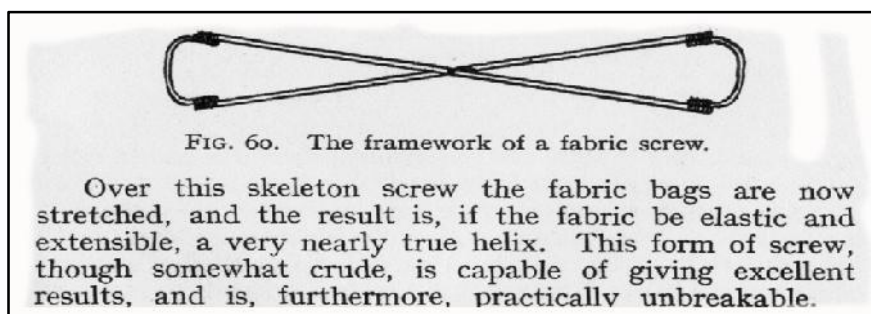 FIG. 60. The framework of a fabric screw.
Over this skeleton screw the fabric bags are now
stretched, and the result is, if the fabric be elastic and
extensible, a very nearly true helix. This form of screw,
though somewhat crude, is capable of giving excellent
results, and is, furthermore, practically unbreakable.